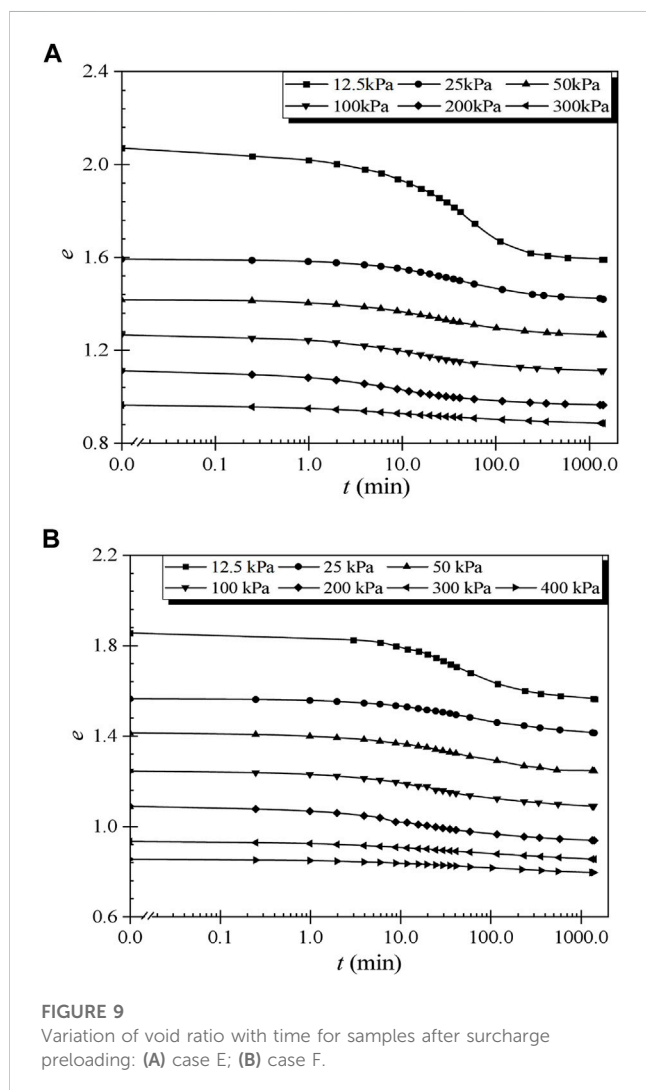 A
2.4
12.5kPa 25kPa 50kPa
100kPa 200kPa 300kPa
2.0
1.6
e
1.2
0.8
0.0 0.1 1.0 10.0 100.0 1000.0
t (min)
B
2.2
12.5 kPa 25 kPa 50 kPa
100 kPa 200 kPa 300 kPa 400 kPa
1.8
1.4
e
1.0
0.6
0.0 0.1 1.0 10.0 100.0 1000.0
t (min)
FIGURE 9
Variation of void ratio with time for samples after surcharge
preloading: (A) case E; (B) case F.